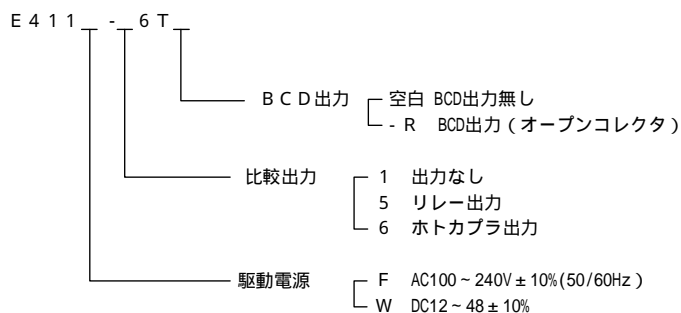 E411_-_6T_
BCD出力 空白 BCD出力無し
-R BCD出力(オープンコレクタ)
比較出力 1 出力なし
5 リレー出力
6 ホトカプラ出力
駆動電源 F AC100~240V±10%(50/60Hz)
W DC12~48±10%